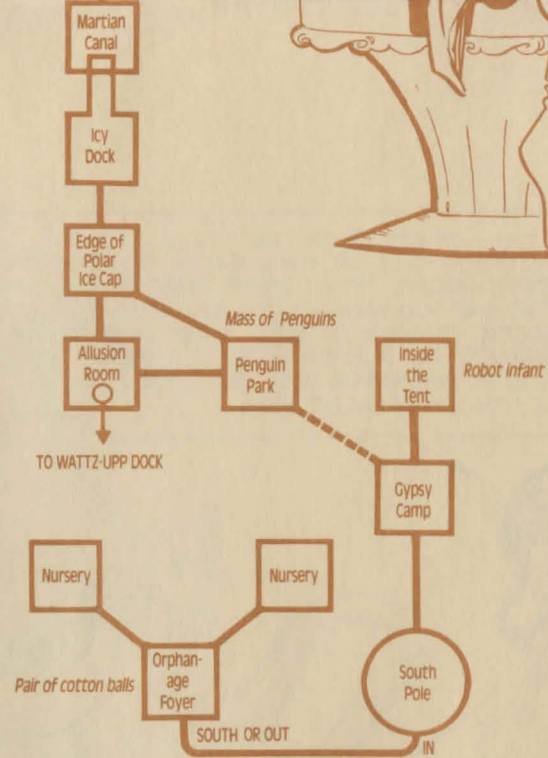 Martian
Canal
Icy
Dock
Edge of
Polar
Ice Cap
Mass of Penguins
Allusion
Room
Penguin
Park
Inside
the
Tent
Robot infant
TO WATTZ-UPP DOCK
Gypsy
Camp
Nursery
Nursery
Orphan-
age
Foyer
Pair of cotton balls
South
Pole
SOUTH OR OUT
IN